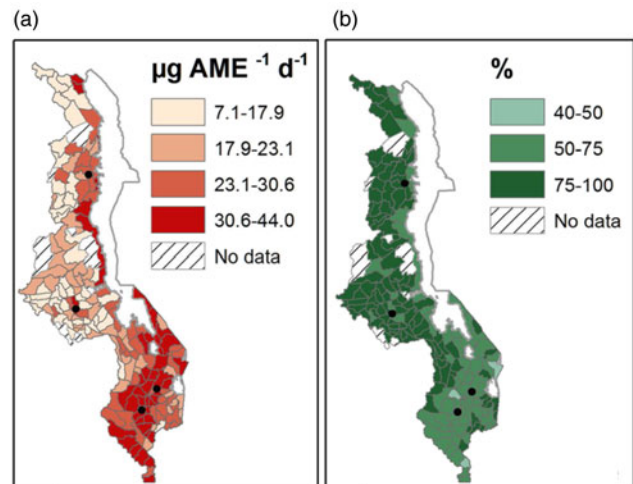 (a)
µg AME ⁻¹ d⁻¹
7.1-17.9
17.9-23.1
23.1-30.6
30.6-44.0
No data
(b)
%
40-50
50-75
75-100
No data